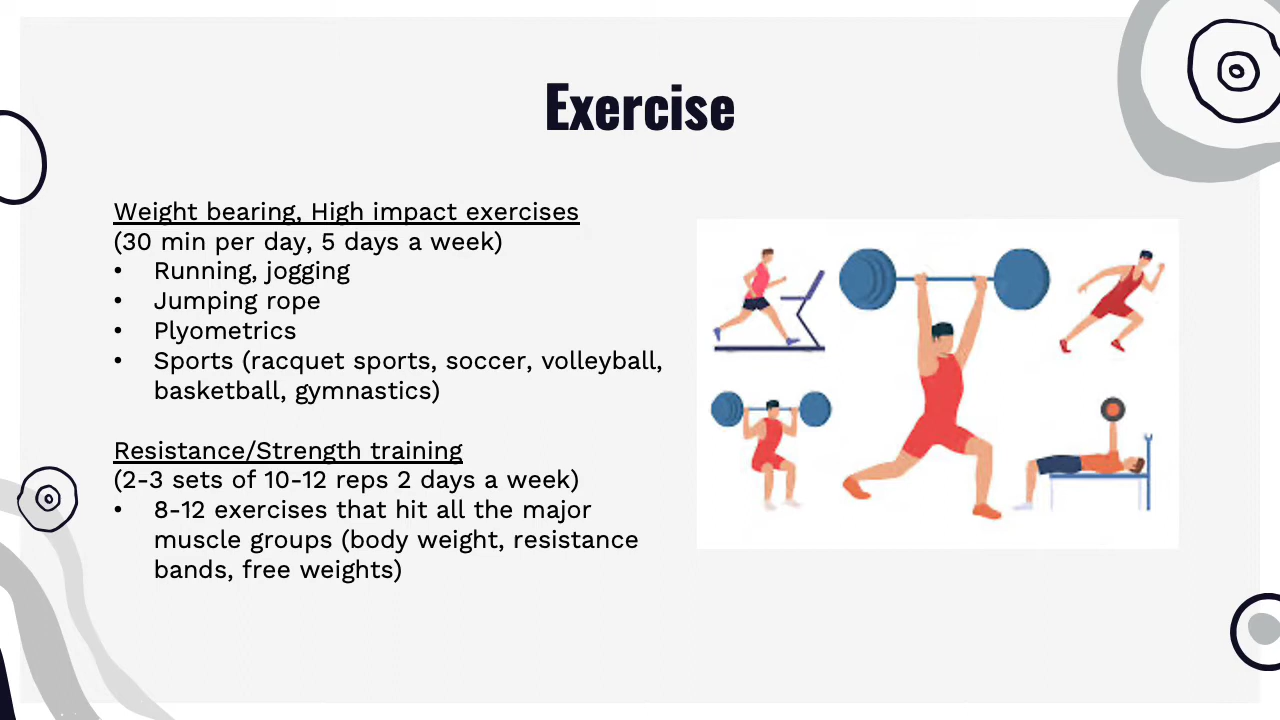 Exercise
Weight bearing, High impact exercises
(30 min per day, 5 days a week)
• Running, jogging
• Jumping rope
• Plyometrics
• Sports (racquet sports, soccer, volleyball,
basketball, gymnastics)
Resistance/Strength training
(2-3 sets of 10-12 reps 2 days a week)
• 8-12 exercises that hit all the major
muscle groups (body weight, resistance
bands, free weights)